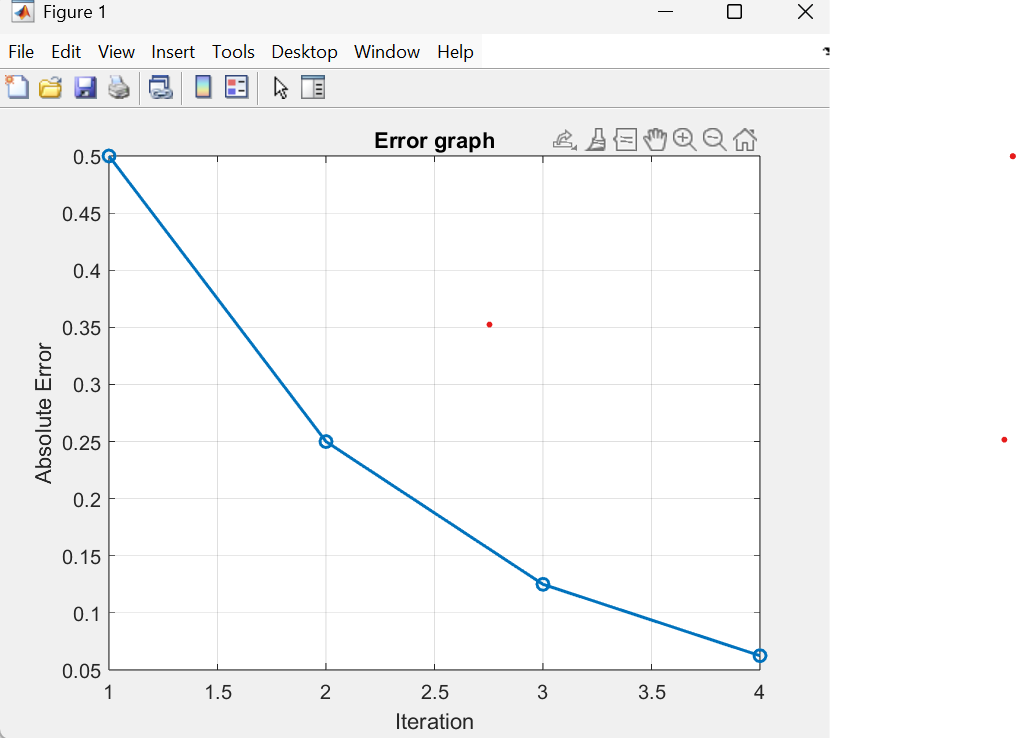 Figure 1
File Edit View Insert Tools Desktop Window Help
Error graph
0.5
0.45
0.4
0.35
0.3
0.25
0.2
0.15
0.1
0.05
Absolute Error
1 1.5 2 2.5 3 3.5 4
Iteration